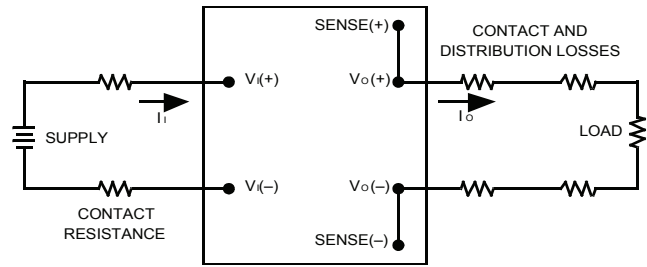 SENSE(+)
CONTACT AND
DISTRIBUTION LOSSES
VI(+)
VO(+)
II
IO
SUPPLY
LOAD
VI(–)
VO(–)
CONTACT
RESISTANCE
SENSE(–)